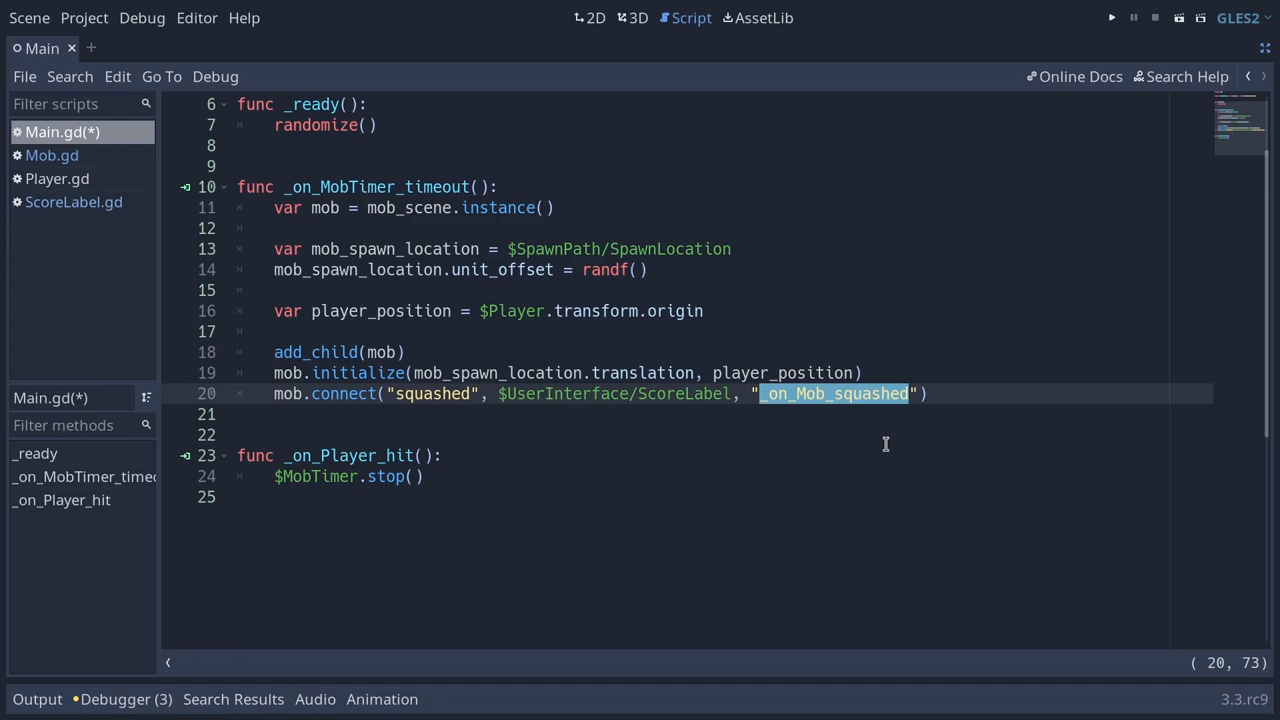 Scene Project Debug Editor Help 2D 3D Script AssetLib GLES2
Main
File Search Edit Go To Debug Online Docs Search Help
Filter scripts
Main.gd(*)
Mob.gd
Player.gd
ScoreLabel.gd
Main.gd(*)
Filter methods
_ready
_on_MobTimer_timeo
_on_Player_hit
6 func _ready():
7 randomize()
8
9
10 func _on_MobTimer_timeout():
11 var mob = mob_scene.instance()
12
13 var mob_spawn_location = $SpawnPath/SpawnLocation
14 mob_spawn_location.unit_offset = randf()
15
16 var player_position = $Player.transform.origin
17
18 add_child(mob)
19 mob.initialize(mob_spawn_location.translation, player_position)
20 mob.connect("squashed", $UserInterface/ScoreLabel, "_on_Mob_squashed")
21
22
23 func _on_Player_hit():
24 $MobTimer.stop()
25
( 20, 73)
Output Debugger (3) Search Results Audio Animation 3.3.rc9